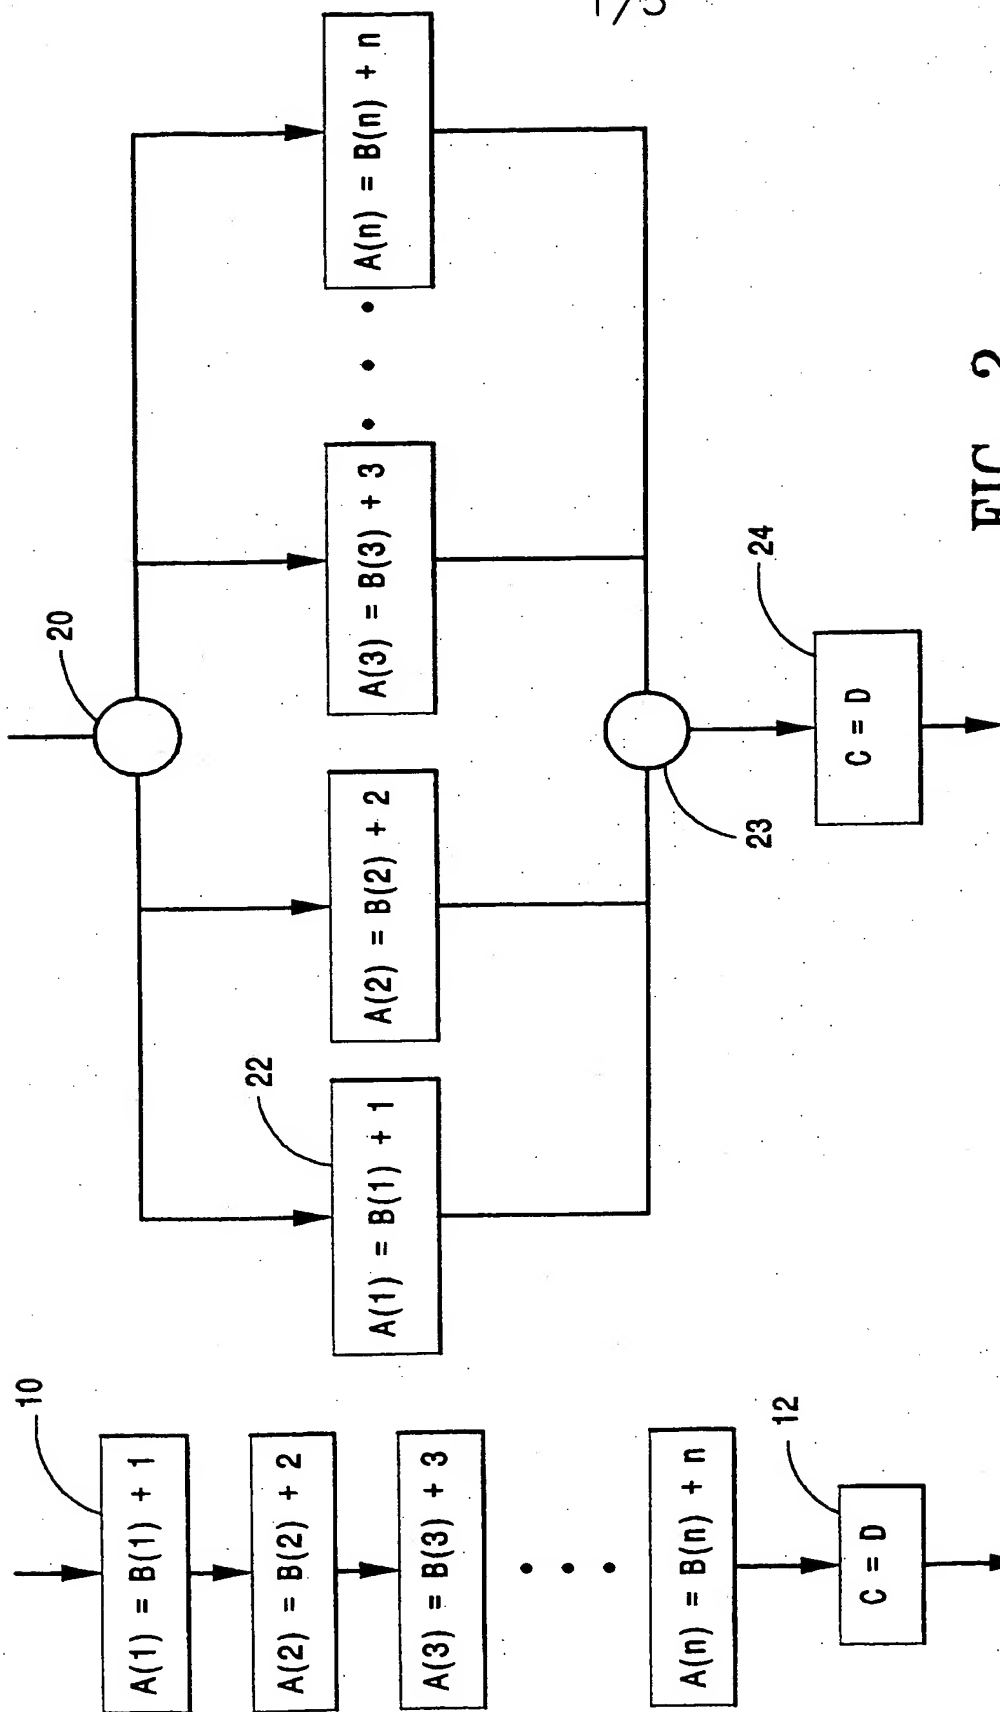 1/5
10
A(1) = B(1) + 1
A(2) = B(2) + 2
A(3) = B(3) + 3
• • •
A(n) = B(n) + n
12
C = D
20
22
A(1) = B(1) + 1
A(2) = B(2) + 2
A(3) = B(3) + 3
• • •
A(n) = B(n) + n
23
24
C = D
FIG. 2